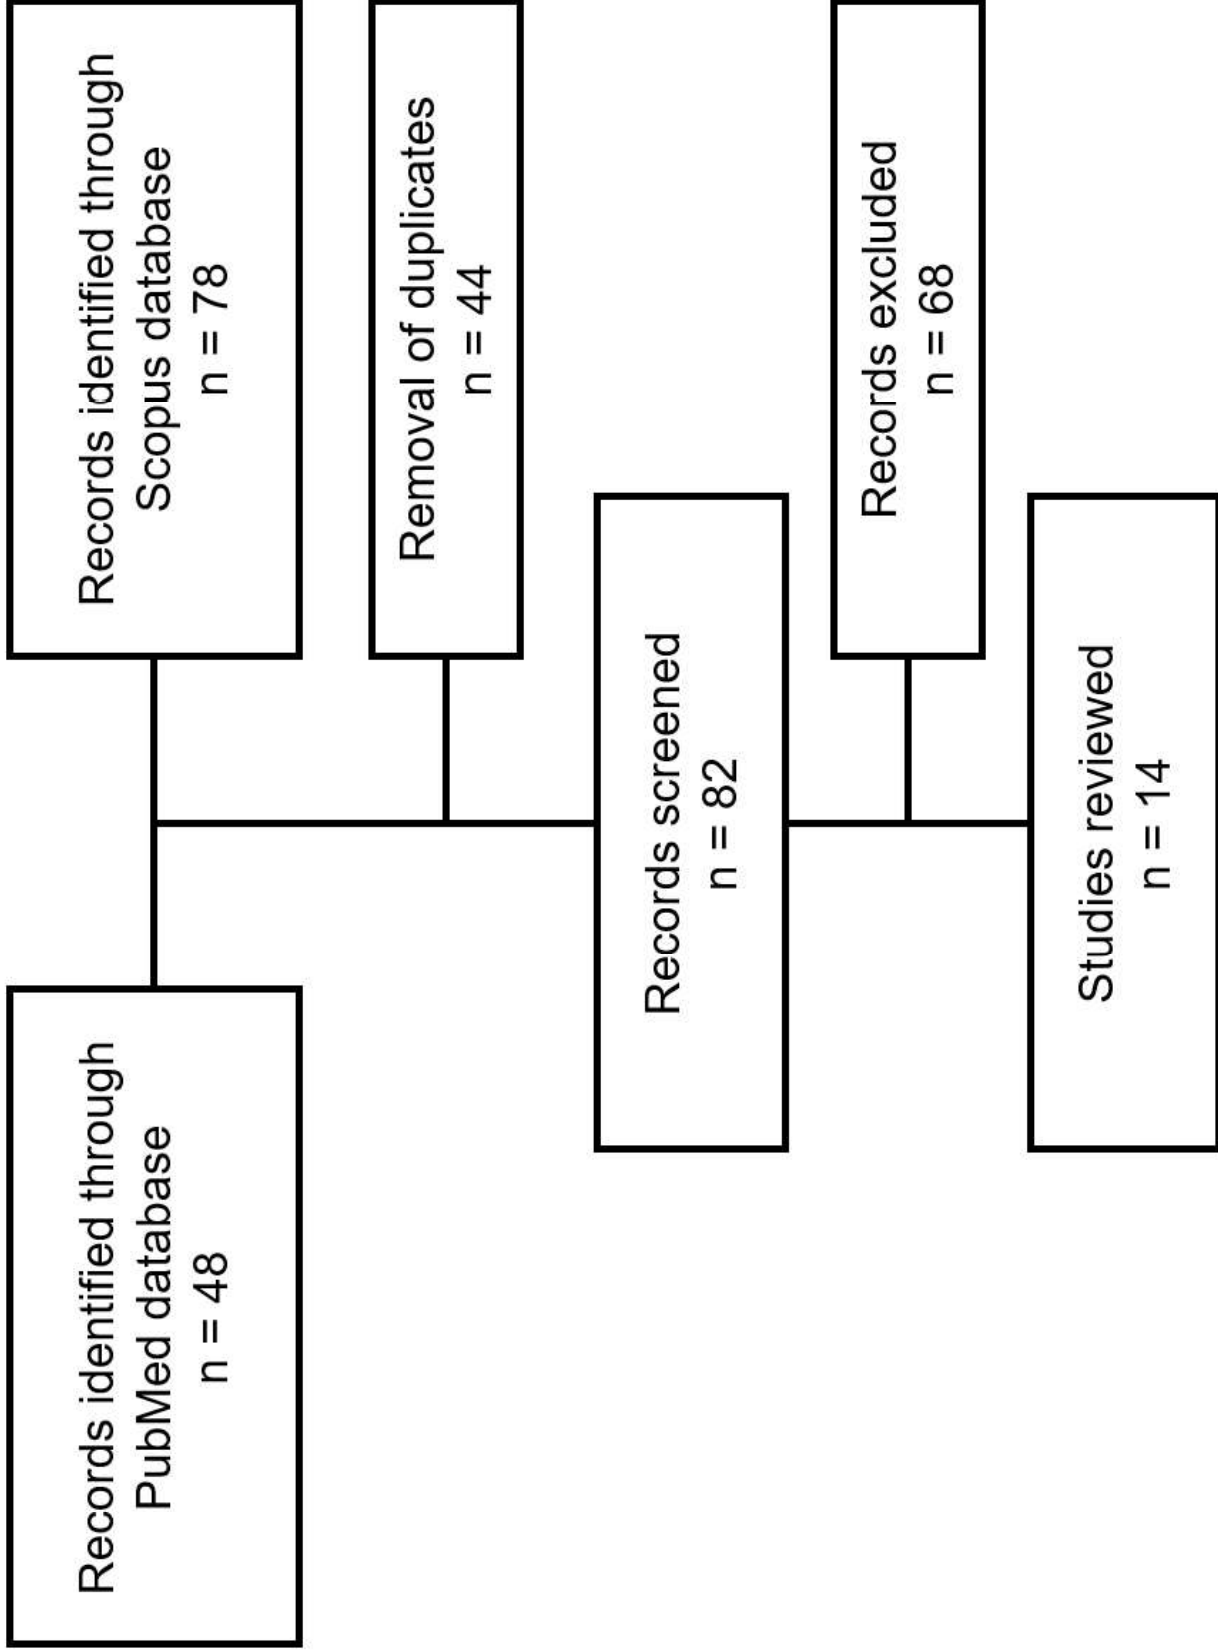 Records identified through
PubMed database
n = 48
Records identified through
Scopus database
n = 78
Removal of duplicates
n = 44
Records screened
n = 82
Records excluded
n = 68
Studies reviewed
n = 14